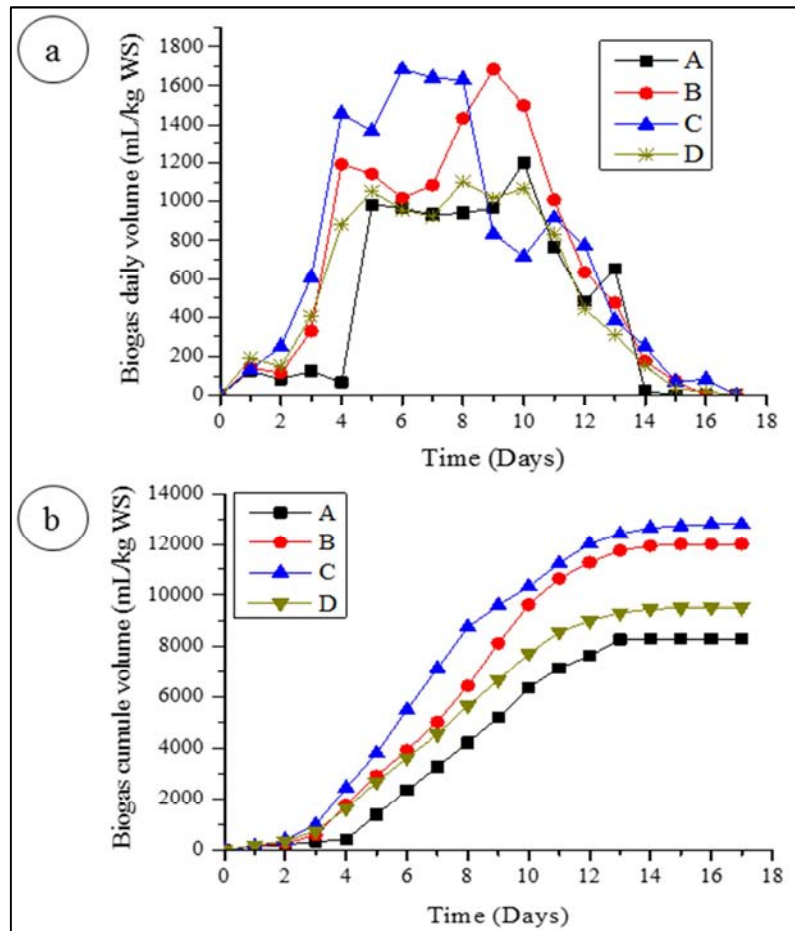 a
Biogas daily volume (mL/kg WS)
1800
1600
1400
1200
1000
800
600
400
200
0
A
B
C
D
0 2 4 6 8 10 12 14 16 18
Time (Days)
b
Biogas cumule volume (mL/kg WS)
14000
12000
10000
8000
6000
4000
2000
0
A
B
C
D
0 2 4 6 8 10 12 14 16 18
Time (Days)